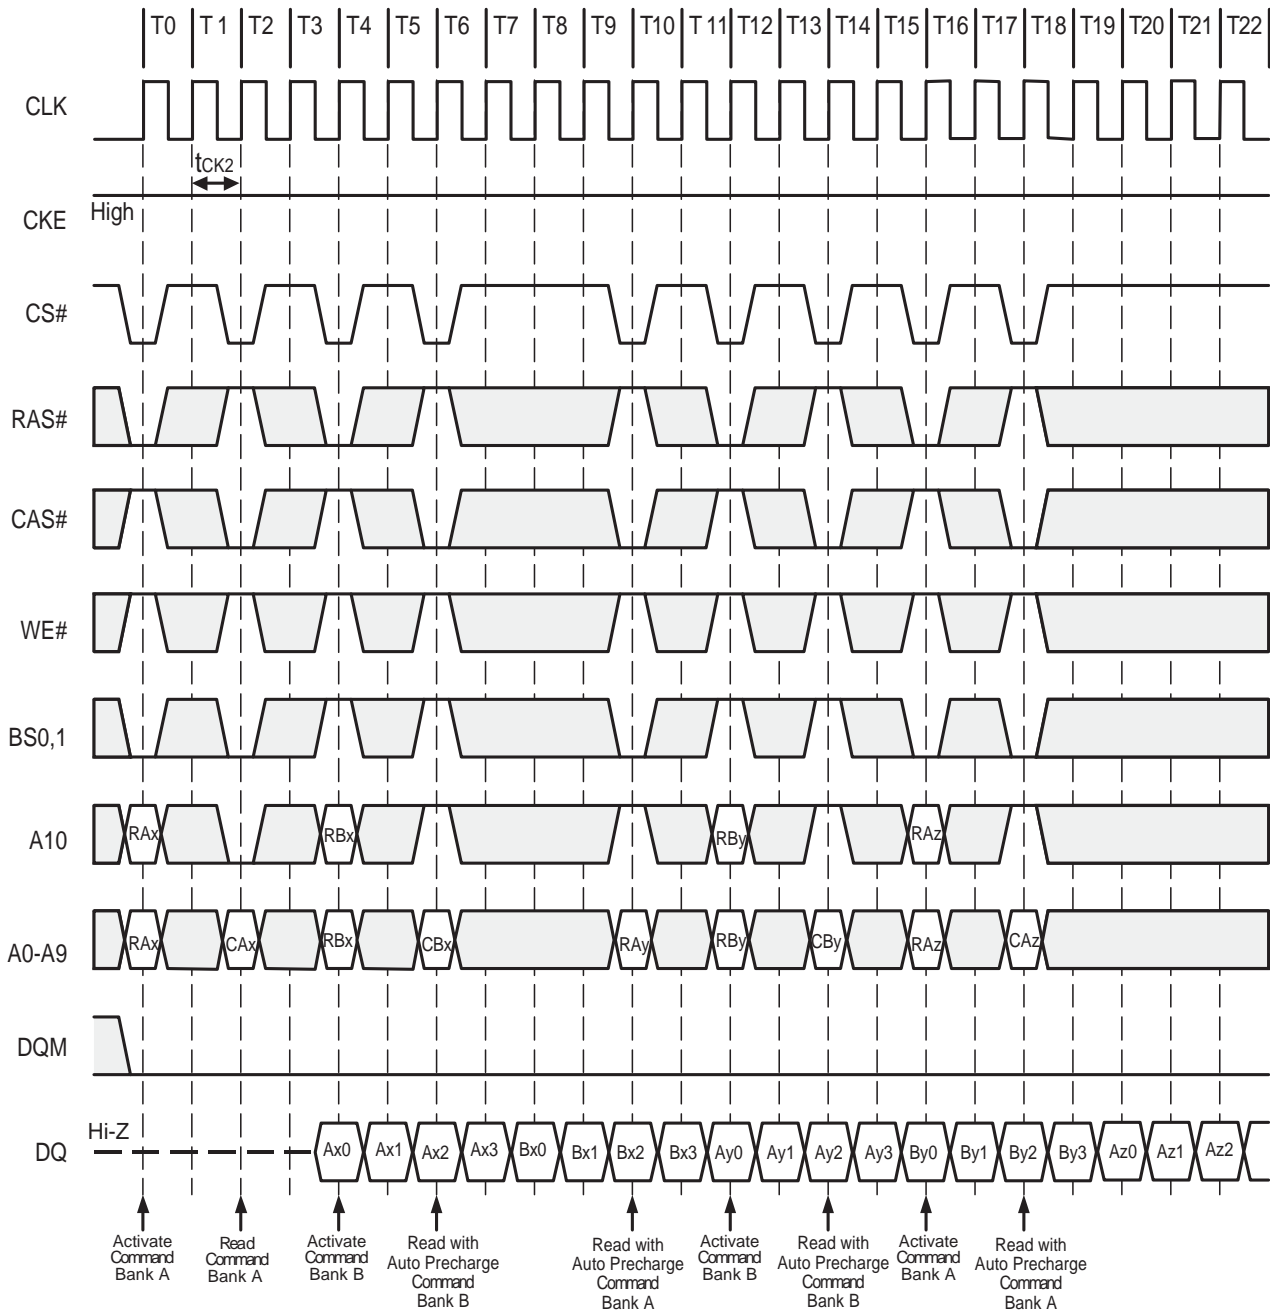 T0 T1 T2 T3 T4 T5 T6 T7 T8 T9 T10 T11 T12 T13 T14 T15 T16 T17 T18 T19 T20 T21 T22
CLK
tCK2
High
CKE
CS#
RAS#
CAS#
WE#
BS0,1
A10
RAx RBx RBy RAz
A0-A9
RAx CAx RBx CBx RAy RBy CBy RAz CAz
DQM
Hi-Z
DQ
Ax0 Ax1 Ax2 Ax3 Bx0 Bx1 Bx2 Bx3 Ay0 Ay1 Ay2 Ay3 By0 By1 By2 By3 Az0 Az1 Az2
Activate
Command
Bank A
Read
Command
Bank A
Activate
Command
Bank B
Read with
Auto Precharge
Command
Bank B
Read with
Auto Precharge
Command
Bank A
Activate
Command
Bank B
Read with
Auto Precharge
Command
Bank B
Activate
Command
Bank A
Read with
Auto Precharge
Command
Bank A